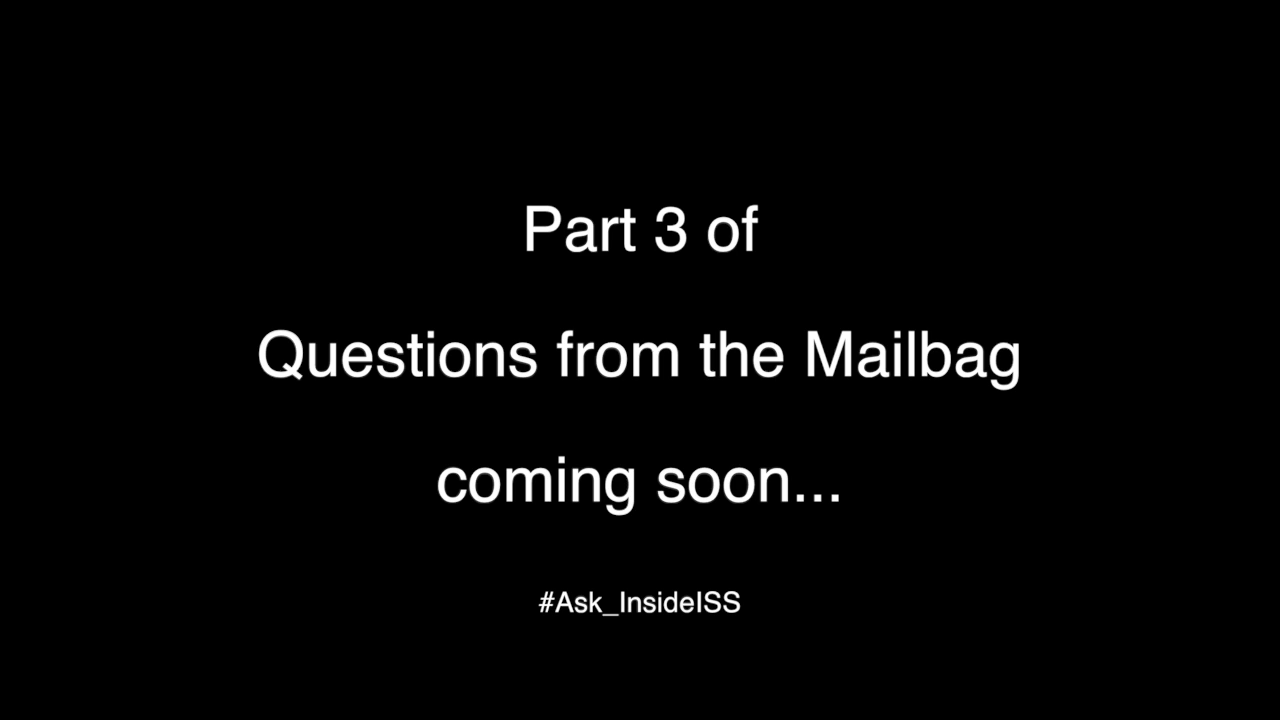 Part 3 of
Questions from the Mailbag
coming soon...
#Ask_InsideISS